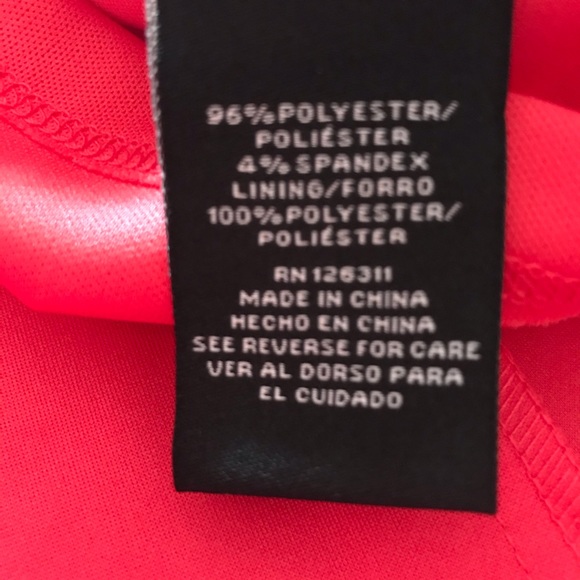 96% POLYESTER/
POLIÉSTER
4% SPANDEX
LINING/FORRO
100% POLYESTER/
POLIÉSTER
RN 126311
MADE IN CHINA
HECHO EN CHINA
SEE REVERSE FOR CARE
VER AL DORSO PARA
EL CUIDADO